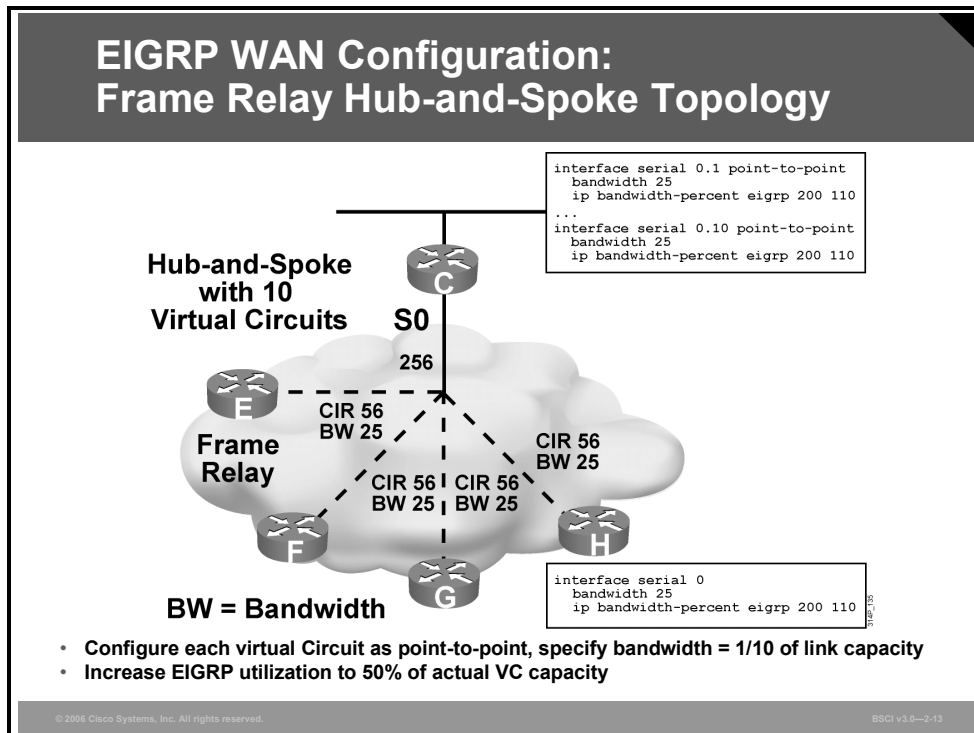 EIGRP WAN Configuration:
Frame Relay Hub-and-Spoke Topology
interface serial 0.1 point-to-point
bandwidth 25
ip bandwidth-percent eigrp 200 110
...
interface serial 0.10 point-to-point
bandwidth 25
ip bandwidth-percent eigrp 200 110
Hub-and-Spoke
with 10
Virtual Circuits
C
S0
256
E
CIR 56
BW 25
Frame
Relay
CIR 56
BW 25
CIR 56
BW 25
CIR 56
BW 25
F
G
H
BW = Bandwidth
interface serial 0
bandwidth 25
ip bandwidth-percent eigrp 200 110
314P_135
• Configure each virtual Circuit as point-to-point, specify bandwidth = 1/10 of link capacity
• Increase EIGRP utilization to 50% of actual VC capacity
© 2006 Cisco Systems, Inc. All rights reserved.
BSCI v3.0—2-13